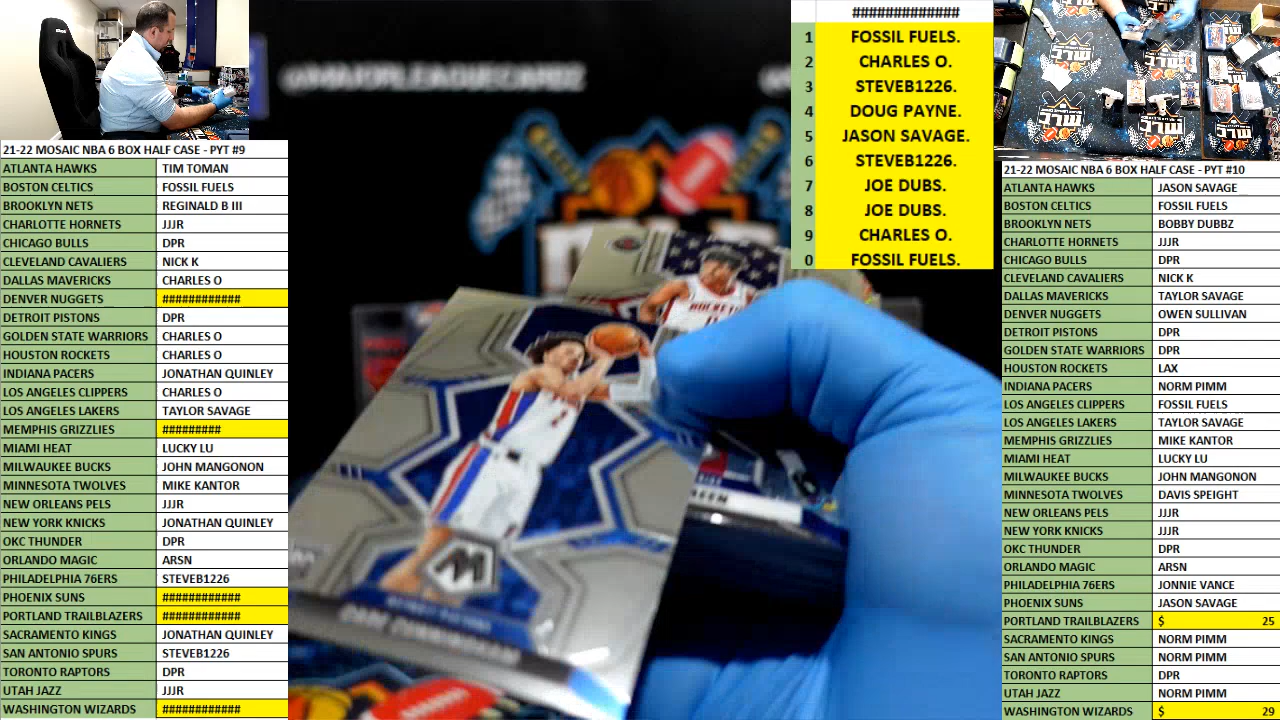 21-22 MOSAIC NBA 6 BOX HALF CASE - PYT #9
ATLANTA HAWKS TIM TOMAN
BOSTON CELTICS FOSSIL FUELS
BROOKLYN NETS REGINALD B III
CHARLOTTE HORNETS JJJR
CHICAGO BULLS DPR
CLEVELAND CAVALIERS NICK K
DALLAS MAVERICKS CHARLES O
DENVER NUGGETS ############
DETROIT PISTONS DPR
GOLDEN STATE WARRIORS CHARLES O
HOUSTON ROCKETS CHARLES O
INDIANA PACERS JONATHAN QUINLEY
LOS ANGELES CLIPPERS CHARLES O
LOS ANGELES LAKERS TAYLOR SAVAGE
MEMPHIS GRIZZLIES #########
MIAMI HEAT LUCKY LU
MILWAUKEE BUCKS JOHN MANGONON
MINNESOTA TWOLVES MIKE KANTOR
NEW ORLEANS PELS JJJR
NEW YORK KNICKS JONATHAN QUINLEY
OKC THUNDER DPR
ORLANDO MAGIC ARSN
PHILADELPHIA 76ERS STEVEB1226
PHOENIX SUNS ############
PORTLAND TRAILBLAZERS ############
SACRAMENTO KINGS JONATHAN QUINLEY
SAN ANTONIO SPURS STEVEB1226
TORONTO RAPTORS DPR
UTAH JAZZ JJJR
WASHINGTON WIZARDS ############
#############
1 FOSSIL FUELS.
2 CHARLES O.
3 STEVEB1226.
4 DOUG PAYNE.
5 JASON SAVAGE.
6 STEVEB1226.
7 JOE DUBS.
8 JOE DUBS.
9 CHARLES O.
0 FOSSIL FUELS.
ROCKETS
M
MLC
21-22 MOSAIC NBA 6 BOX HALF CASE - PYT #10
ATLANTA HAWKS JASON SAVAGE
BOSTON CELTICS FOSSIL FUELS
BROOKLYN NETS BOBBY DUBBZ
CHARLOTTE HORNETS JJJR
CHICAGO BULLS DPR
CLEVELAND CAVALIERS NICK K
DALLAS MAVERICKS TAYLOR SAVAGE
DENVER NUGGETS OWEN SULLIVAN
DETROIT PISTONS DPR
GOLDEN STATE WARRIORS DPR
HOUSTON ROCKETS LAX
INDIANA PACERS NORM PIMM
LOS ANGELES CLIPPERS FOSSIL FUELS
LOS ANGELES LAKERS TAYLOR SAVAGE
MEMPHIS GRIZZLIES MIKE KANTOR
MIAMI HEAT LUCKY LU
MILWAUKEE BUCKS JOHN MANGONON
MINNESOTA TWOLVES DAVIS SPEIGHT
NEW ORLEANS PELS JJJR
NEW YORK KNICKS JJJR
OKC THUNDER DPR
ORLANDO MAGIC ARSN
PHILADELPHIA 76ERS JONNIE VANCE
PHOENIX SUNS JASON SAVAGE
PORTLAND TRAILBLAZERS $ 25
SACRAMENTO KINGS NORM PIMM
SAN ANTONIO SPURS NORM PIMM
TORONTO RAPTORS DPR
UTAH JAZZ NORM PIMM
WASHINGTON WIZARDS $ 29